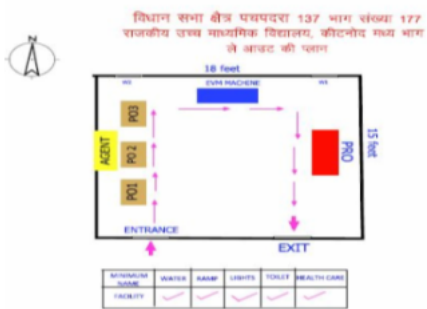 विधान सभा क्षेत्र पचपदरा 137 भाग संख्या 177
राजकीय उच्च माध्यमिक विद्यालय, कीटनोद मध्य भाग
ले आउट की प्लान
18 feet
EVM MACHINE
PO3
PO 2
PO1
AGENT
PRO
15 feet
ENTRANCE
EXIT
MINIMUM NAME WATER RAMP LIGHTS TOILET HEALTH CARE
FACILITY